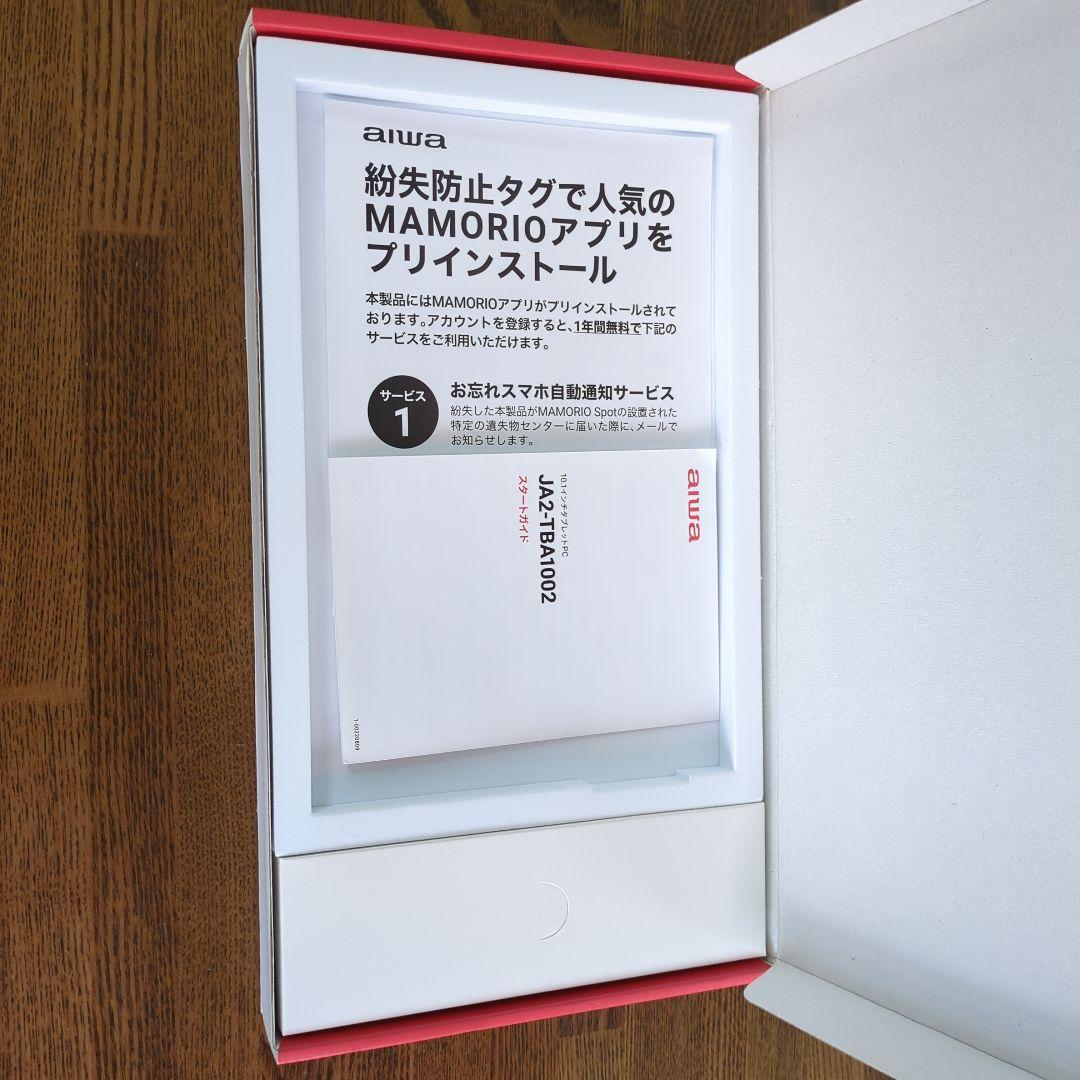 aiwa
紛失防止タグで人気の
MAMORIOアプリを
プリインストール
本製品にはMAMORIOアプリがプリインストールされて
おります。アカウントを登録すると、1年間無料で下記の
サービスをご利用いただけます。
サービス
1
お忘れスマホ自動通知サービス
紛失した本製品がMAMORIO Spotの設置された
特定の遺失物センターに届いた際に、メールで
お知らせします。
aiwa
10.1インチタブレットPC
JA2-TBA1002
スタートガイド
1-00220809